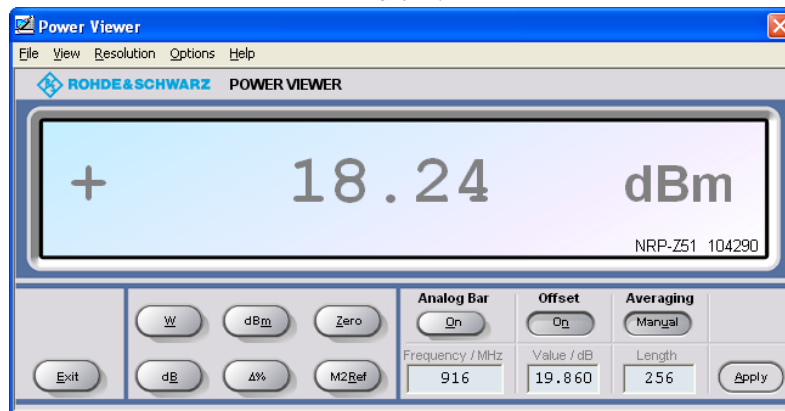 Power Viewer
File View Resolution Options Help
ROHDE&SCHWARZ POWER VIEWER
+ 18.24 dBm
NRP-Z51 104290
Analog Bar Offset Averaging
W dBm Zero On On Manual
Frequency / MHz Value / dB Length
Exit dB Δ% M2Ref 916 19.860 256 Apply